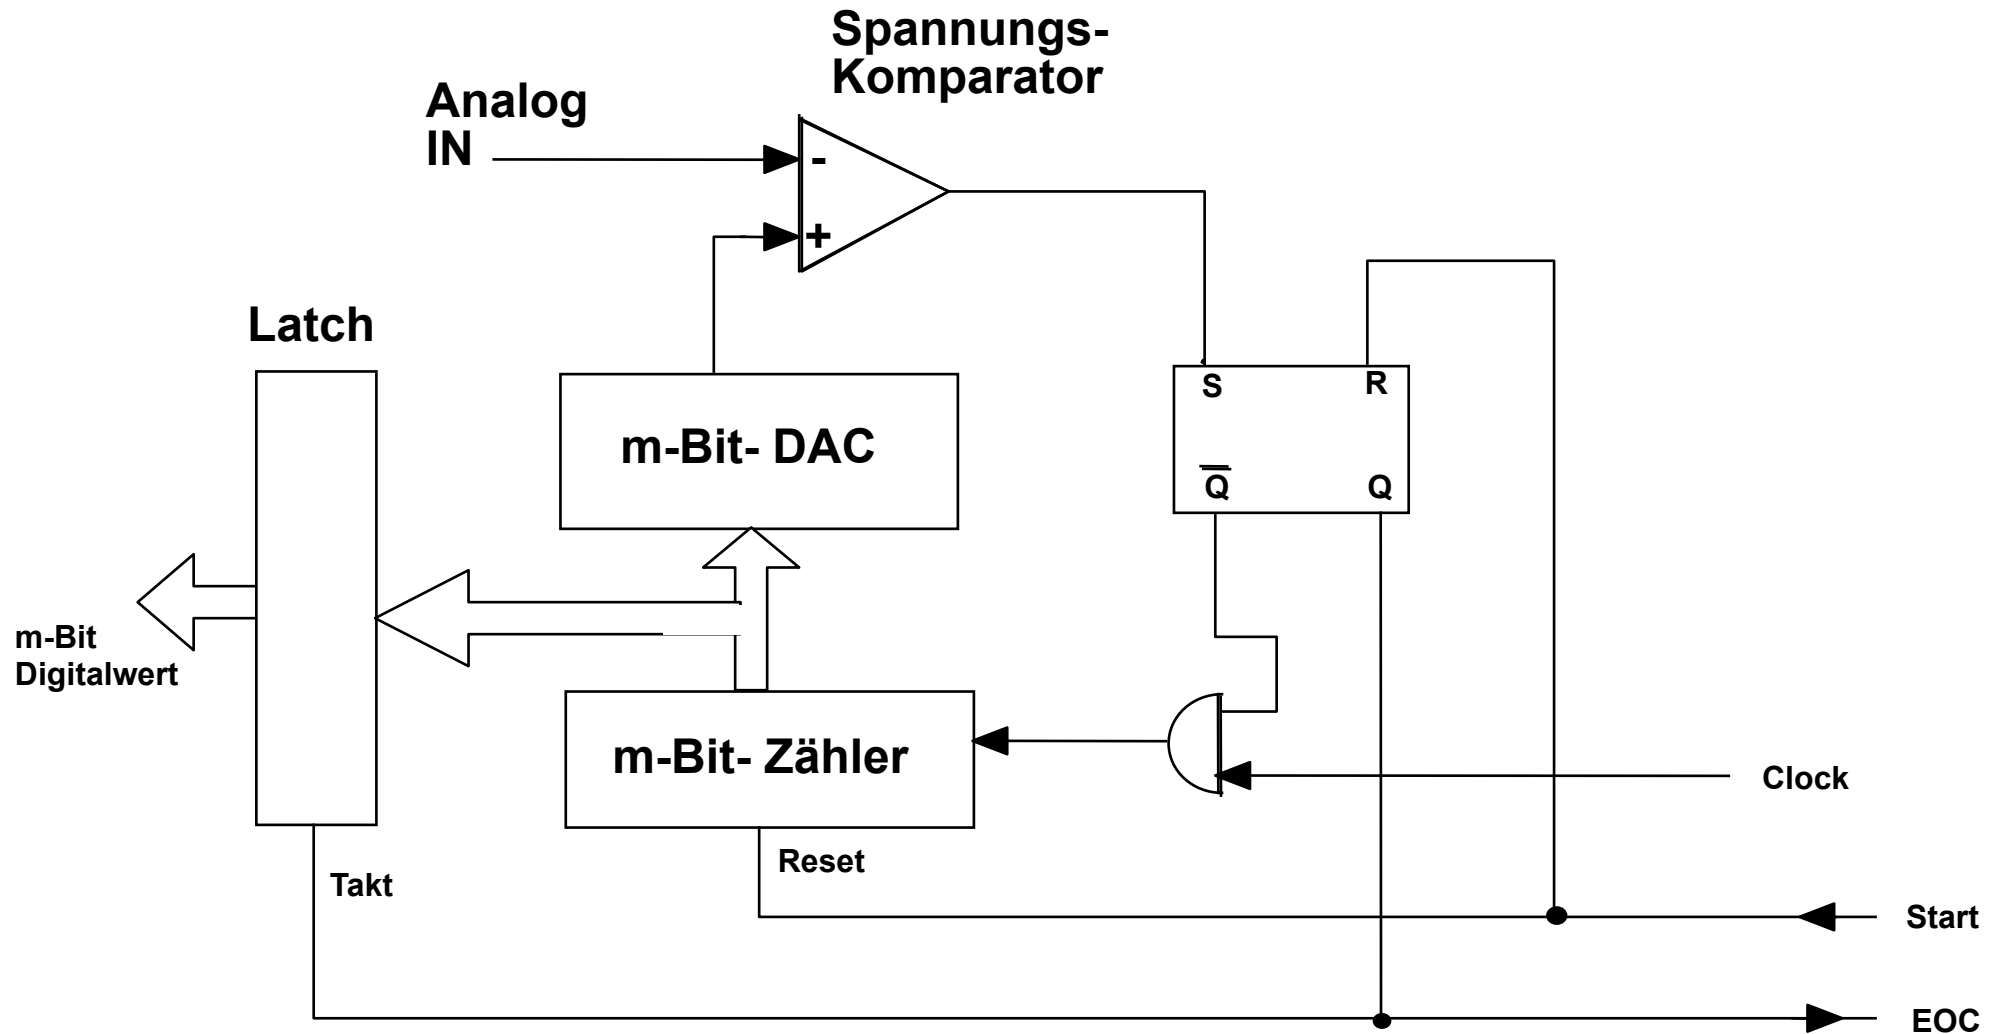 Spannungs-
Komparator
Analog
IN
-
+
Latch
S
R
m-Bit- DAC
Q
Q
m-Bit
Digitalwert
m-Bit- Zähler
Clock
Reset
Takt
Start
EOC